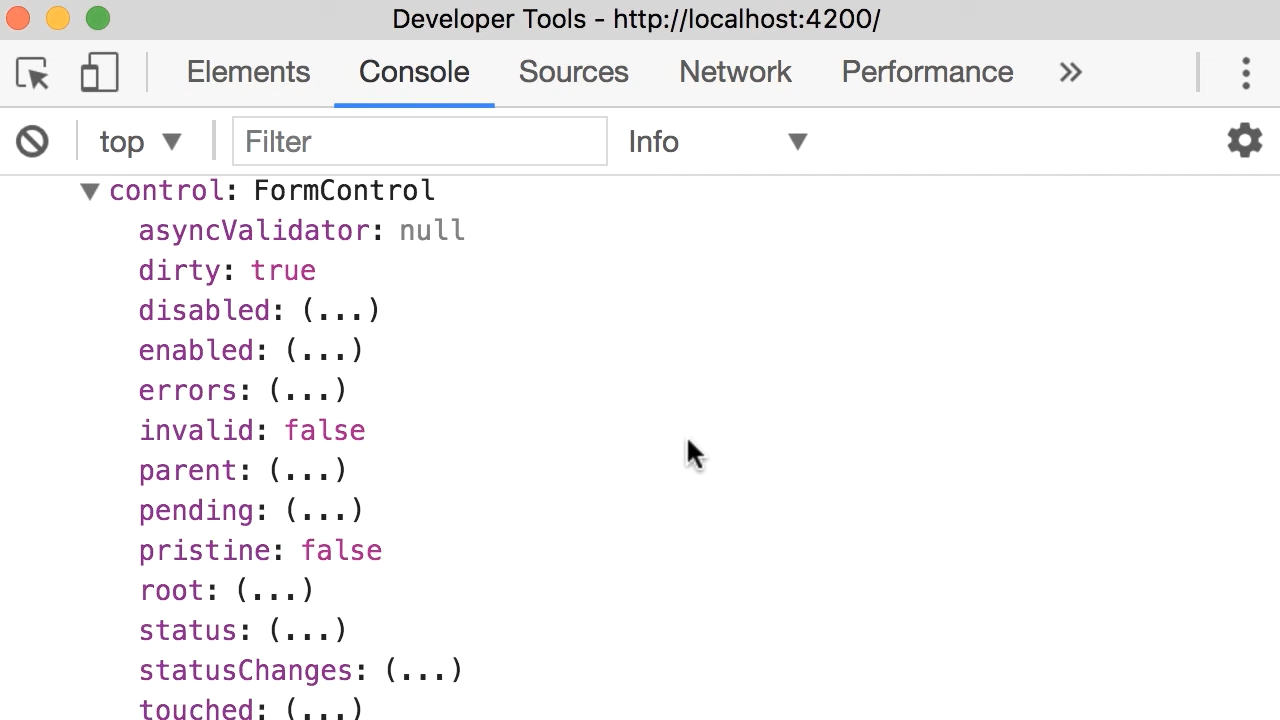 Developer Tools - http://localhost:4200/
Elements Console Sources Network Performance
top Filter Info
control: FormControl
asyncValidator: null
dirty: true
disabled: (...)
enabled: (...)
errors: (...)
invalid: false
parent: (...)
pending: (...)
pristine: false
root: (...)
status: (...)
statusChanges: (...)
touched: (...)